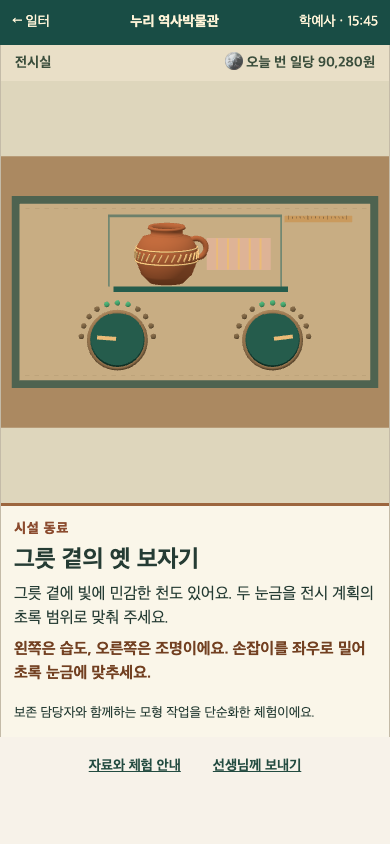 ← 일터
누리 역사박물관
학예사 · 15:45
전시실
오늘 번 일당 90,280원
시설 동료
그릇 곁의 옛 보자기
그릇 곁에 빛에 민감한 천도 있어요. 두 눈금을 전시 계획의
초록 범위로 맞춰 주세요.
왼쪽은 습도, 오른쪽은 조명이에요. 손잡이를 좌우로 밀어
초록 눈금에 맞추세요.
보존 담당자와 함께하는 모형 작업을 단순화한 체험이에요.
자료와 체험 안내
선생님께 보내기